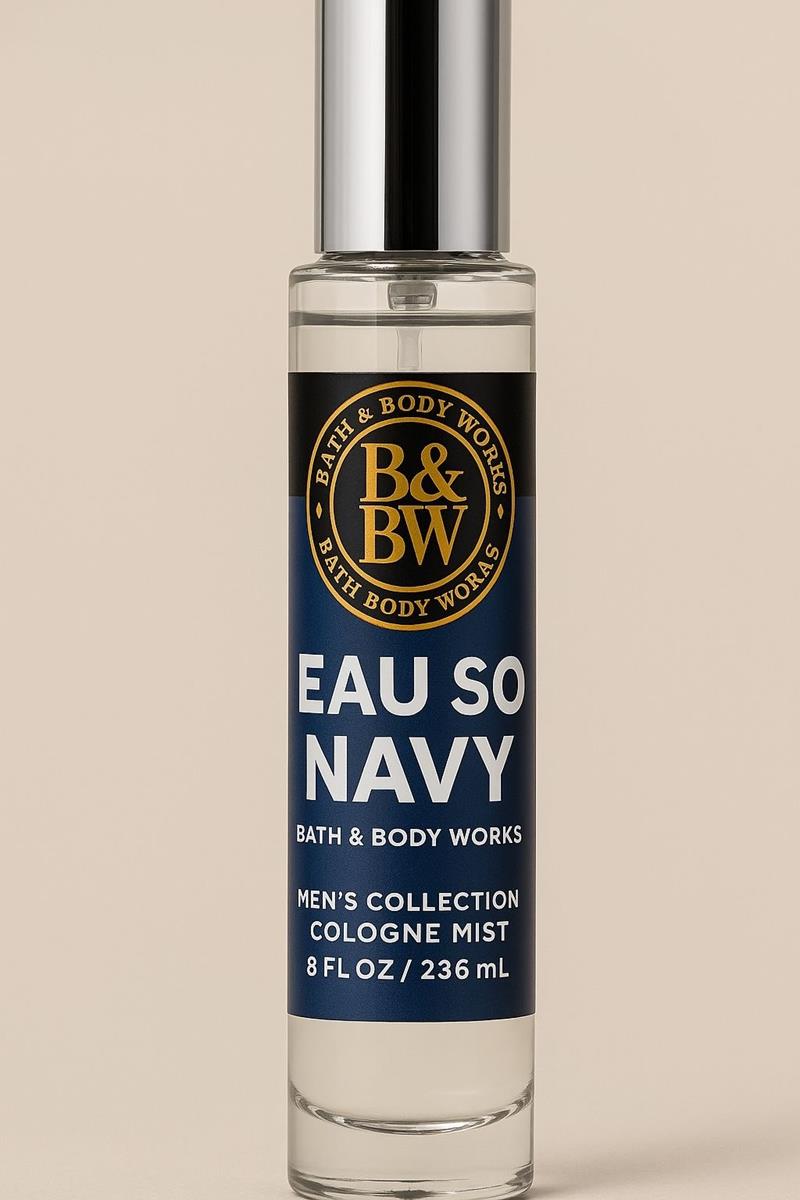 BATH & BODY WORKS
B&
BW
BATH BODY WORAS
EAU SO
NAVY
BATH & BODY WORKS
MEN'S COLLECTION
COLOGNE MIST
8 FL OZ / 236 mL